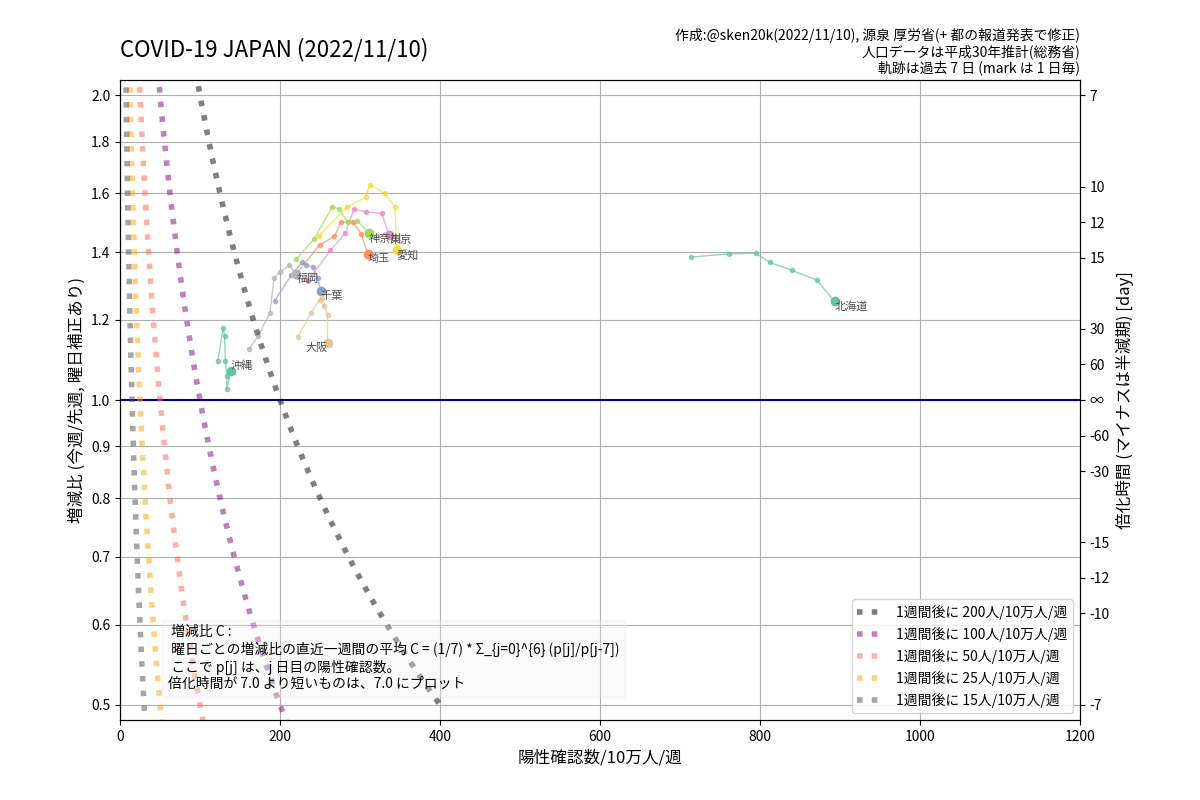 COVID-19 JAPAN (2022/11/10)
作成:@sken20k(2022/11/10), 源泉 厚労省(+ 都の報道発表で修正)
人口データは平成30年推計(総務省)
軌跡は過去 7 日 (mark は 1 日毎)
2.0
1.8
1.6
1.4
1.2
1.0
0.9
0.8
0.7
0.6
0.5
増減比 (今週/先週, 曜日補正あり)
7
10
12
15
30
60
∞
-60
-30
-15
-12
-10
-7
倍化時間 (マイナスは半減期) [day]
神奈川
東京
愛知
埼玉
福岡
千葉
大阪
沖縄
北海道
増減比 C :
曜日ごとの増減比の直近一週間の平均 C = (1/7) * Σ_{j=0}^{6} (p[j]/p[j-7])
ここで p[j] は、j 日目の陽性確認数。
倍化時間が 7.0 より短いものは、7.0 にプロット
1週間後に 200人/10万人/週
1週間後に 100人/10万人/週
1週間後に 50人/10万人/週
1週間後に 25人/10万人/週
1週間後に 15人/10万人/週
0
200
400
600
800
1000
1200
陽性確認数/10万人/週